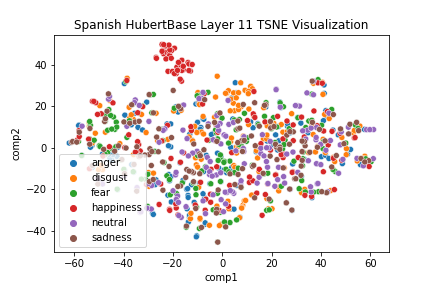 Spanish HubertBase Layer 11 TSNE Visualization
comp2
40
20
0
−20
−40
anger
disgust
fear
happiness
neutral
sadness
−60 −40 −20 0 20 40 60
comp1